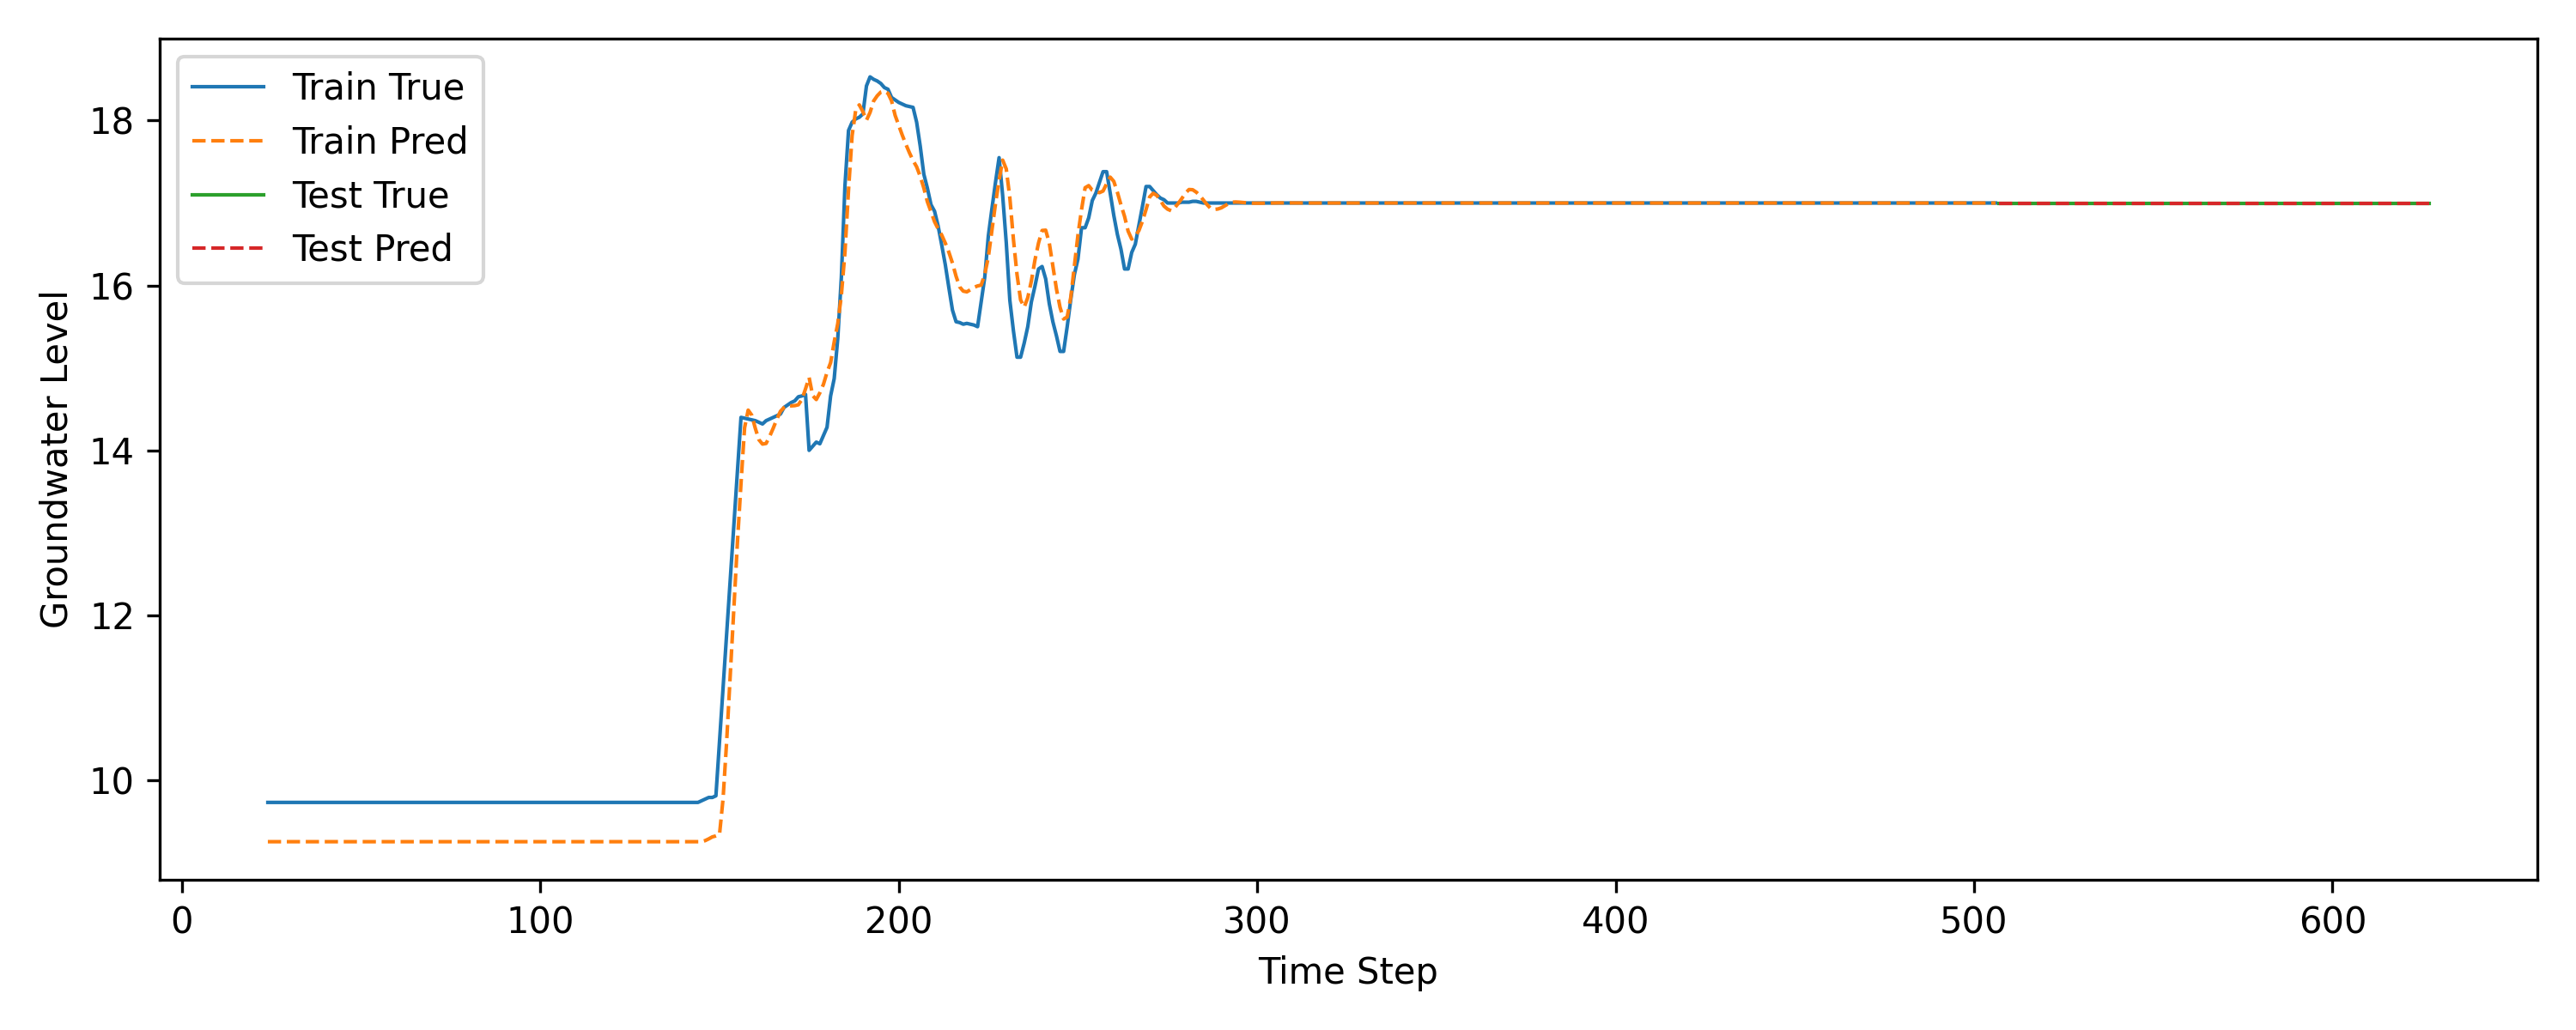 Train True
Train Pred
Test True
Test Pred
18
16
14
12
10
Groundwater Level
0 100 200 300 400 500 600
Time Step